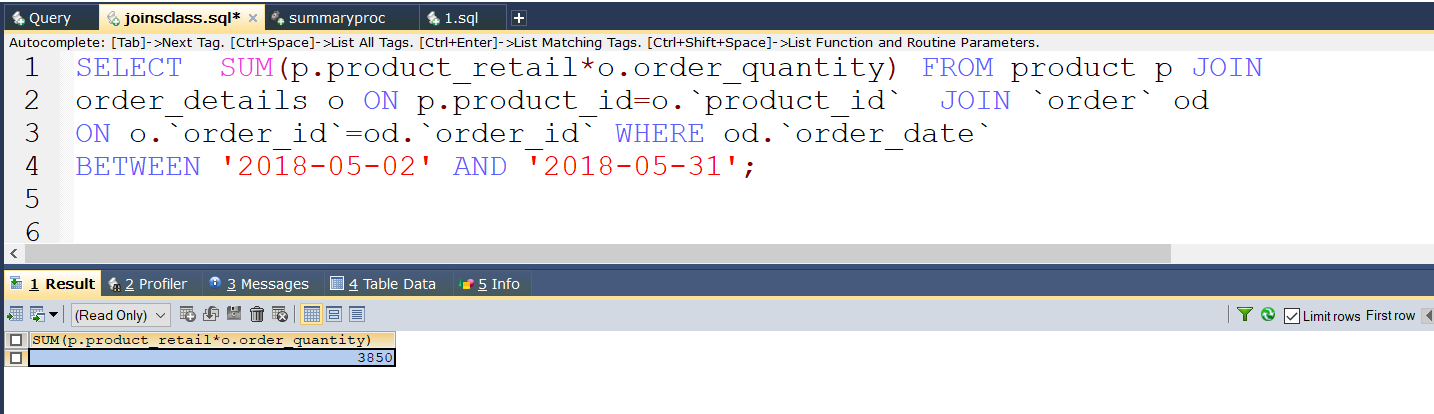 Query joinsclass.sql* × summaryproc 1.sql +
Autocomplete: [Tab]->Next Tag. [Ctrl+Space]->List All Tags. [Ctrl+Enter]->List Matching Tags. [Ctrl+Shift+Space]->List Function and Routine Parameters.
1 SELECT SUM(p.product_retail*o.order_quantity) FROM product p JOIN
2 order_details o ON p.product_id=o.`product_id` JOIN `order` od
3 ON o.`order_id`=od.`order_id` WHERE od.`order_date`
4 BETWEEN '2018-05-02' AND '2018-05-31';
5
6
1 Result 2 Profiler 3 Messages 4 Table Data 5 Info
(Read Only) Limit rows First row
SUM(p.product_retail*o.order_quantity)
3850